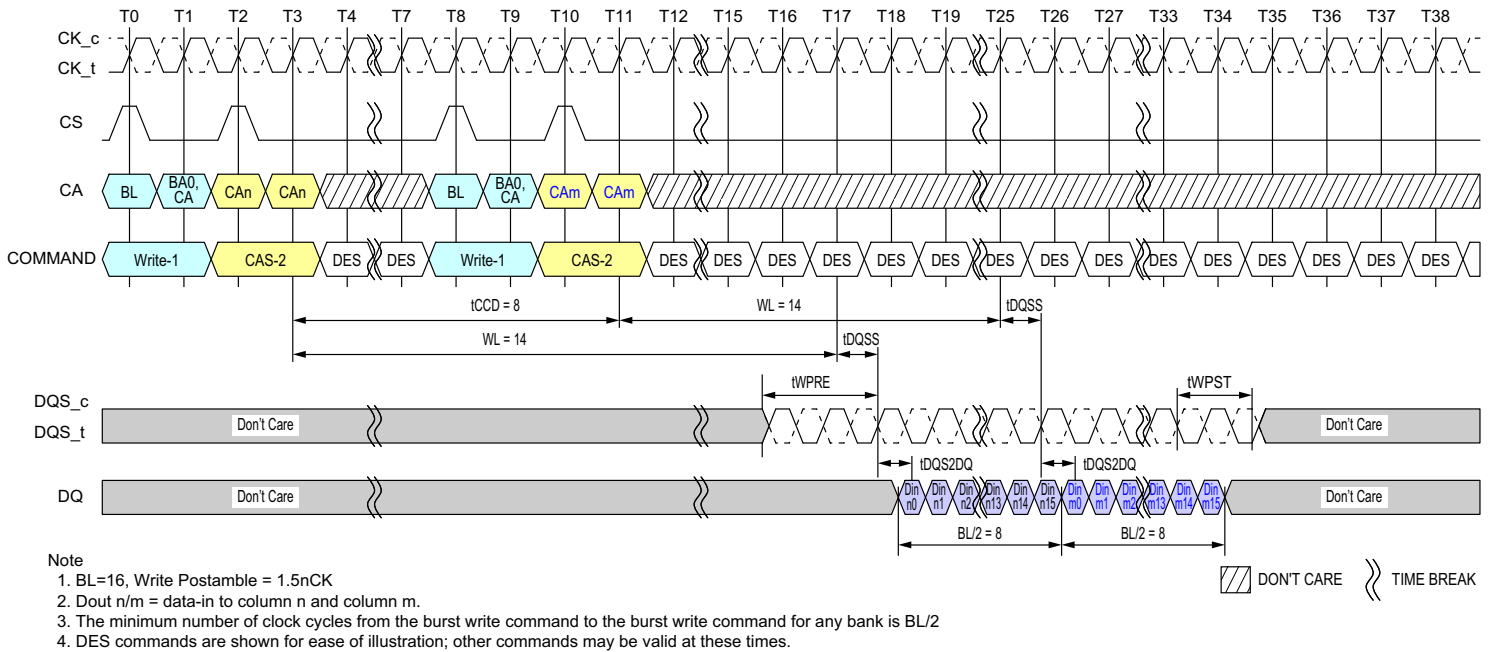 T0 T1 T2 T3 T4 T7 T8 T9 T10 T11 T12 T15 T16 T17 T18 T19 T25 T26 T27 T33 T34 T35 T36 T37 T38
CK_c
CK_t
CS
CA BL BA0, CA CAn CAn BL BA0, CA CAm CAm
COMMAND Write-1 CAS-2 DES DES Write-1 CAS-2 DES DES DES DES DES DES DES DES DES DES DES DES DES DES DES
tCCD = 8 WL = 14 tDQSS
WL = 14 tDQSS
tWPRE tWPST
DQS_c
DQS_t Don't Care Don't Care
tDQS2DQ tDQS2DQ
DQ Don't Care Din n0 Din n1 Din n2 Din n13 Din n14 Din n15 Din m0 Din m1 Din m2 Din m13 Din m14 Din m15 Don't Care
BL/2 = 8 BL/2 = 8
Note
1. BL=16, Write Postamble = 1.5nCK
2. Dout n/m = data-in to column n and column m.
3. The minimum number of clock cycles from the burst write command to the burst write command for any bank is BL/2
4. DES commands are shown for ease of illustration; other commands may be valid at these times.
DON'T CARE TIME BREAK